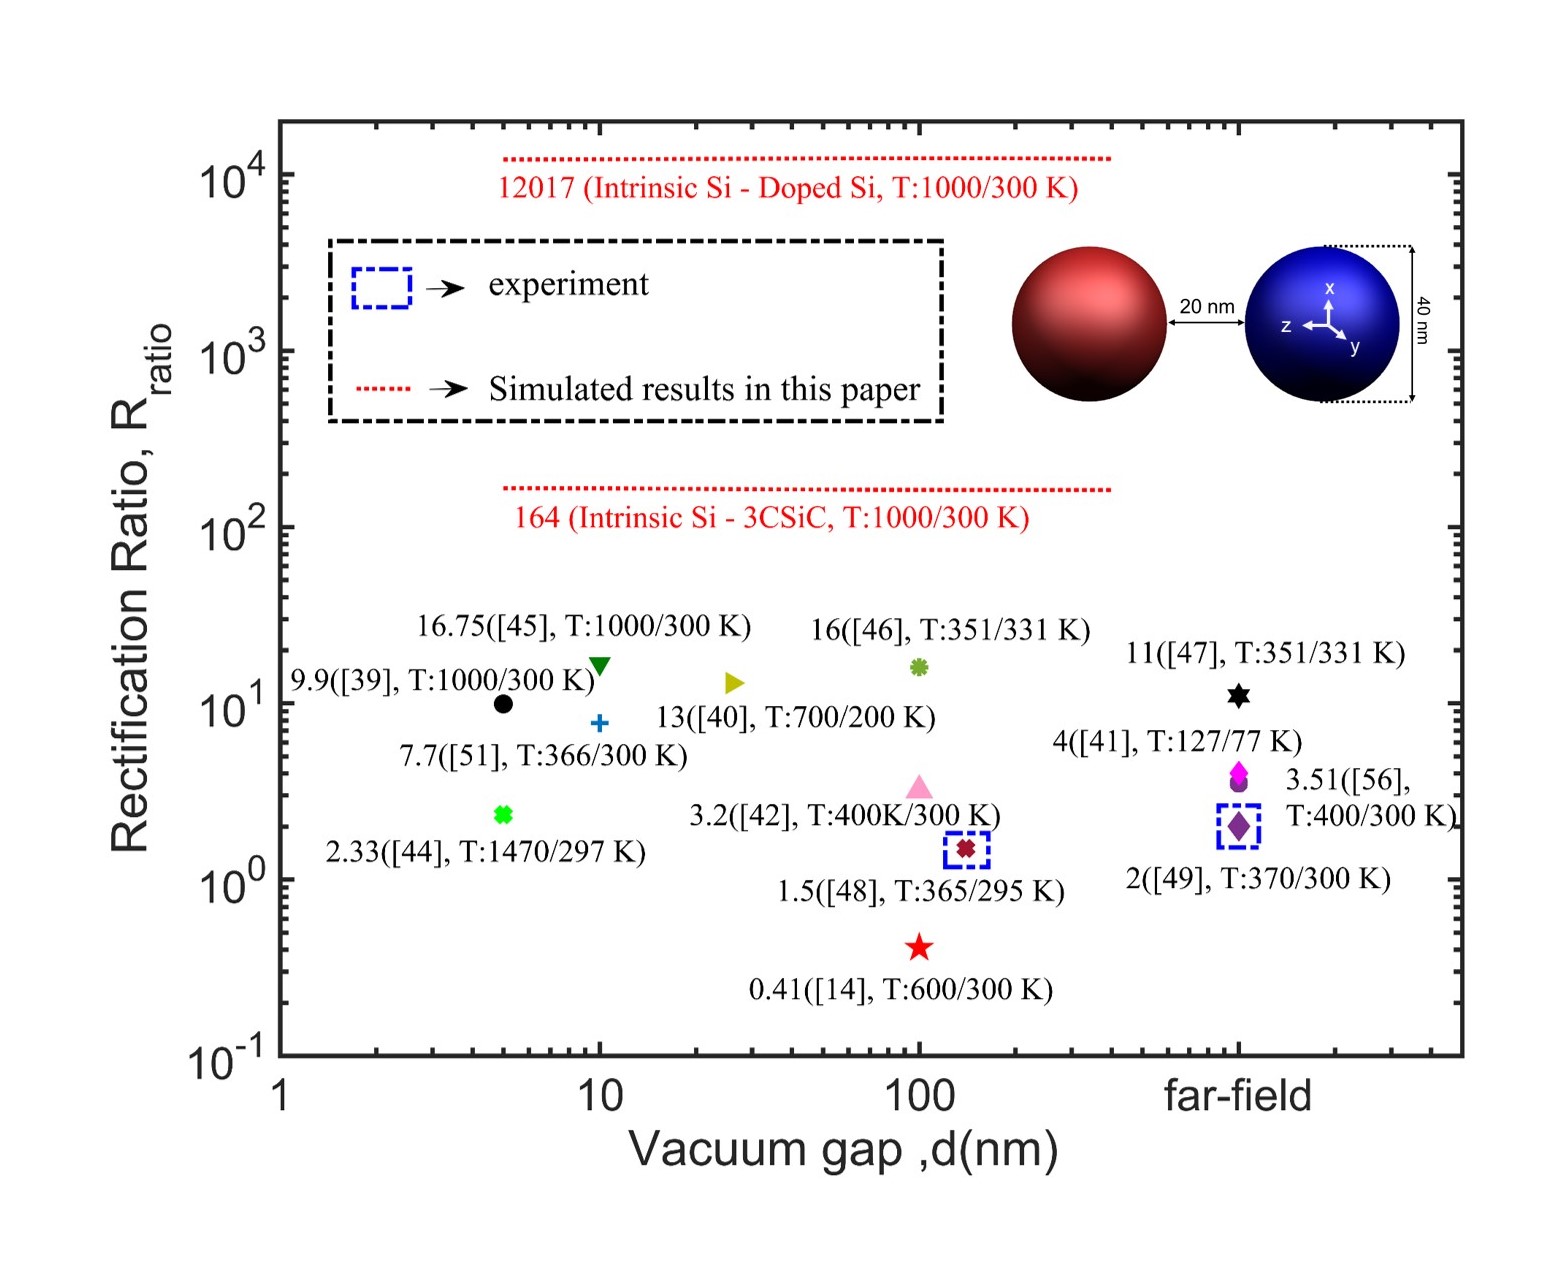 10^4
12017 (Intrinsic Si - Doped Si, T:1000/300 K)
experiment
Simulated results in this paper
20 nm
x
z
y
40 nm
10^3
164 (Intrinsic Si - 3CSiC, T:1000/300 K)
10^2
16.75([45], T:1000/300 K)
16([46], T:351/331 K)
11([47], T:351/331 K)
9.9([39], T:1000/300 K)
10^1
13([40], T:700/200 K)
4([41], T:127/77 K)
7.7([51], T:366/300 K)
3.51([56],
T:400/300 K)
3.2([42], T:400K/300 K)
2.33([44], T:1470/297 K)
10^0
1.5([48], T:365/295 K)
2([49], T:370/300 K)
0.41([14], T:600/300 K)
10^-1
Rectification Ratio, R_ratio
1
10
100
far-field
Vacuum gap ,d(nm)